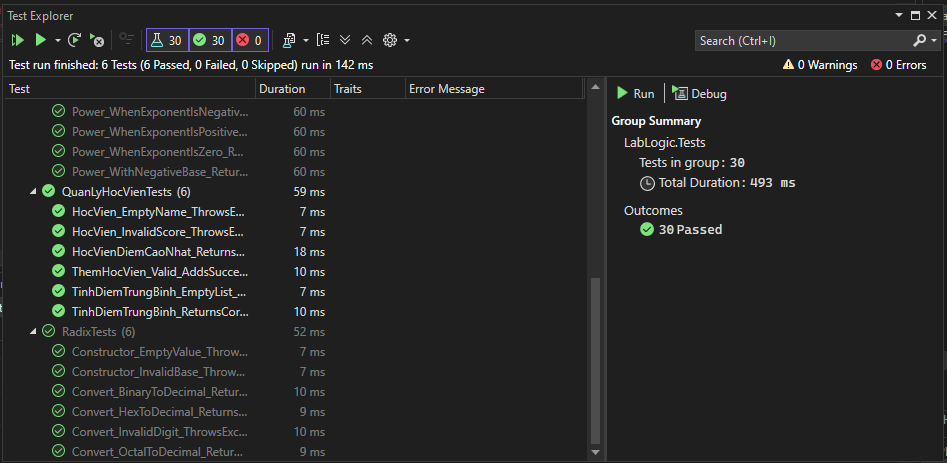 Test Explorer
30 30 0
Search (Ctrl+I)
Test run finished: 6 Tests (6 Passed, 0 Failed, 0 Skipped) run in 142 ms
0 Warnings 0 Errors
Test Duration Traits Error Message
Power_WhenExponentIsNegativ... 60 ms
Power_WhenExponentIsPositive... 60 ms
Power_WhenExponentIsZero_R... 60 ms
Power_WithNegativeBase_Retur... 60 ms
QuanLyHocVienTests (6) 59 ms
HocVien_EmptyName_ThrowsE... 7 ms
HocVien_InvalidScore_ThrowsE... 7 ms
HocVienDiemCaoNhat_Returns... 18 ms
ThemHocVien_Valid_AddsSucce... 10 ms
TinhDiemTrungBinh_EmptyList_... 7 ms
TinhDiemTrungBinh_ReturnsCor... 10 ms
RadixTests (6) 52 ms
Constructor_EmptyValue_Throw... 7 ms
Constructor_InvalidBase_Throw... 7 ms
Convert_BinaryToDecimal_Retur... 10 ms
Convert_HexToDecimal_Returns... 9 ms
Convert_InvalidDigit_ThrowsExc... 10 ms
Convert_OctalToDecimal_Retur... 9 ms
Run Debug
Group Summary
LabLogic.Tests
Tests in group: 30
Total Duration: 493 ms
Outcomes
30 Passed